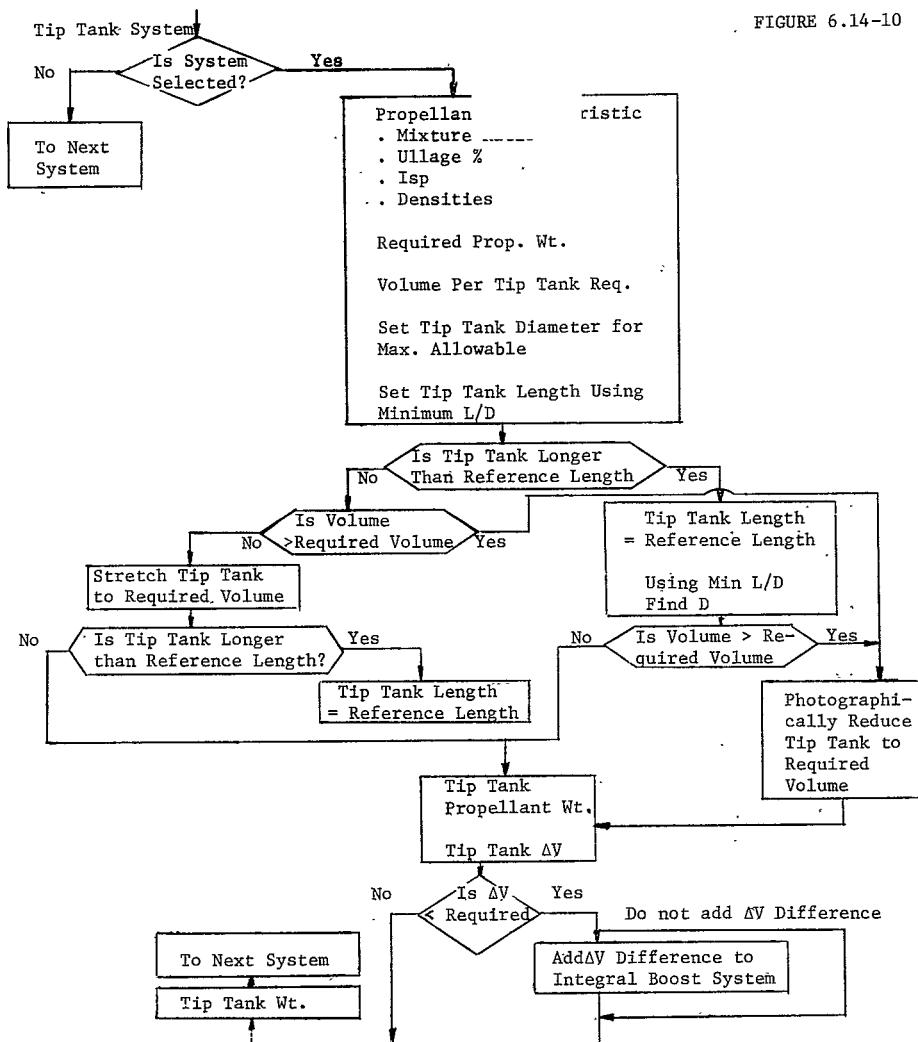 FIGURE 6.14-10
Tip Tank System
Is System
Selected?
No
Yes
To Next
System
Propellan ristic
. Mixture
. Ullage %
. Isp
. Densities
Required Prop. Wt.
Volume Per Tip Tank Req.
Set Tip Tank Diameter for
Max. Allowable
Set Tip Tank Length Using
Minimum L/D
Is Tip Tank Longer
Than Reference Length
No
Yes
Is Volume
>Required Volume
No
Yes
Tip Tank Length
= Reference Length
Using Min L/D
Find D
Stretch Tip Tank
to Required Volume
No
Is Tip Tank Longer
than Reference Length?
Yes
No
Is Volume > Re-
quired Volume
Yes
Tip Tank Length
= Reference Length
Photographi-
cally Reduce
Tip Tank to
Required
Volume
Tip Tank
Propellant Wt.
Tip Tank ΔV
No
Is ΔV
< Required
Yes
Do not add ΔV Difference
AddΔV Difference to
Integral Boost System
To Next System
Tip Tank Wt.